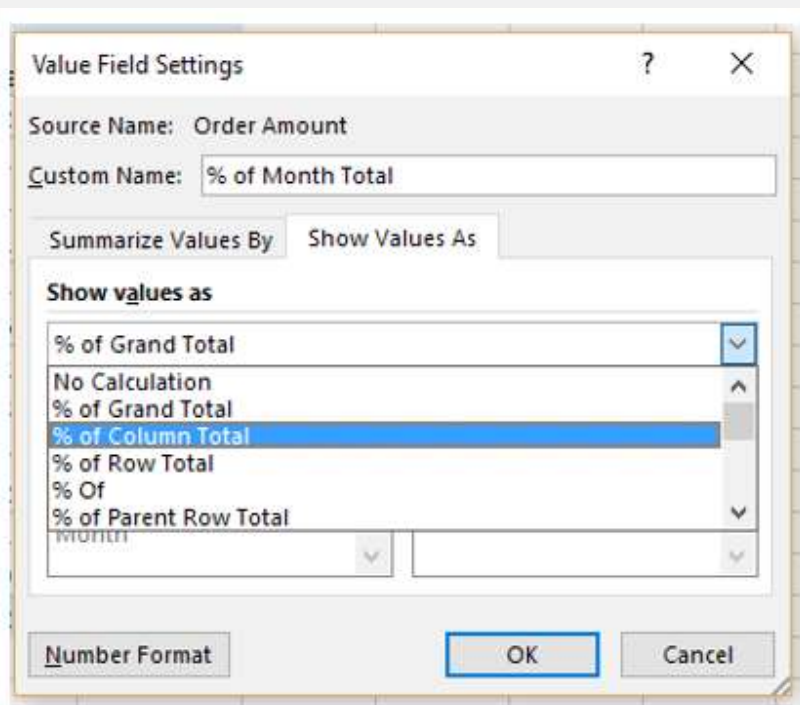 Value Field Settings ? X
Source Name: Order Amount
Custom Name: % of Month Total
Summarize Values By Show Values As
Show values as
% of Grand Total
No Calculation
% of Grand Total
% of Column Total
% of Row Total
% Of
% of Parent Row Total
Month
Number Format OK Cancel